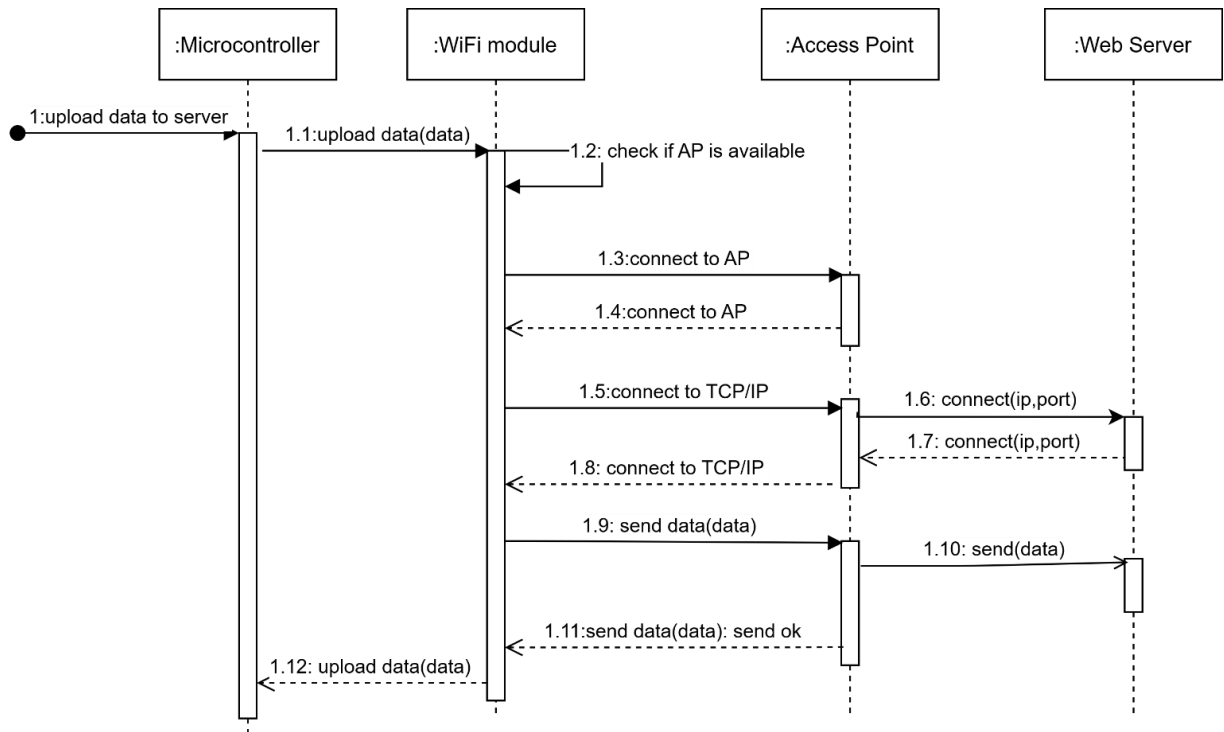 :Microcontroller
:WiFi module
:Access Point
:Web Server
1:upload data to server
1.1:upload data(data)
1.2: check if AP is available
1.3:connect to AP
1.4:connect to AP
1.5:connect to TCP/IP
1.6: connect(ip,port)
1.7: connect(ip,port)
1.8: connect to TCP/IP
1.9: send data(data)
1.10: send(data)
1.11:send data(data): send ok
1.12: upload data(data)